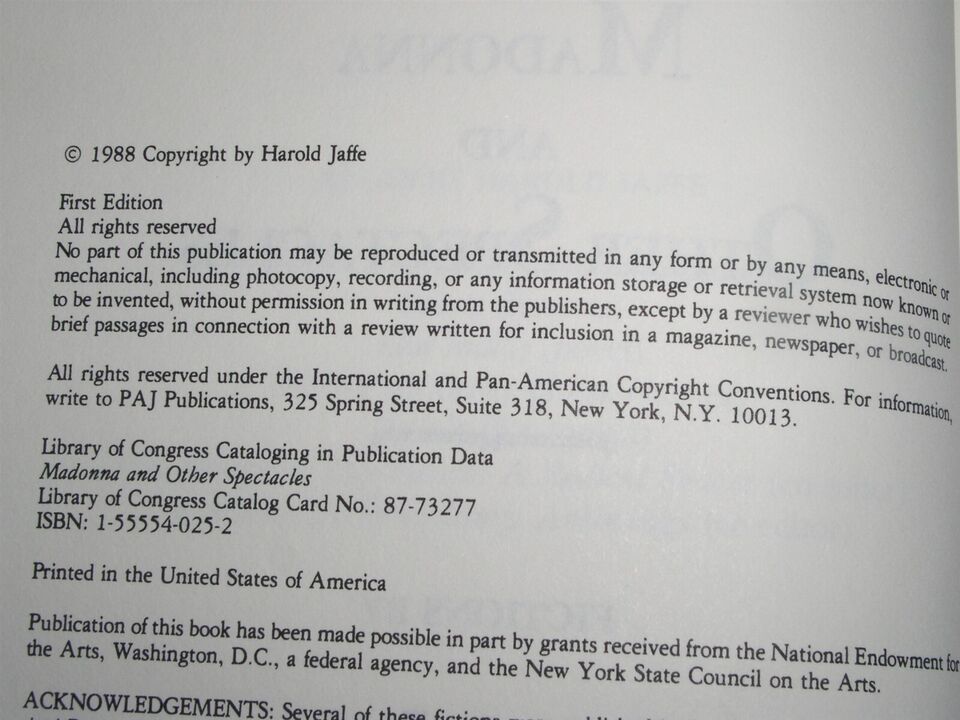 © 1988 Copyright by Harold Jaffe
First Edition
All rights reserved
No part of this publication may be reproduced or transmitted in any form or by any means, electronic or
mechanical, including photocopy, recording, or any information storage or retrieval system now known or
to be invented, without permission in writing from the publishers, except by a reviewer who wishes to quote
brief passages in connection with a review written for inclusion in a magazine, newspaper, or broadcast.
All rights reserved under the International and Pan-American Copyright Conventions. For information,
write to PAJ Publications, 325 Spring Street, Suite 318, New York, N.Y. 10013.
Library of Congress Cataloging in Publication Data
Madonna and Other Spectacles
Library of Congress Catalog Card No.: 87-73277
ISBN: 1-55554-025-2
Printed in the United States of America
Publication of this book has been made possible in part by grants received from the National Endowment for
the Arts, Washington, D.C., a federal agency, and the New York State Council on the Arts.
ACKNOWLEDGEMENTS: Several of these fictions